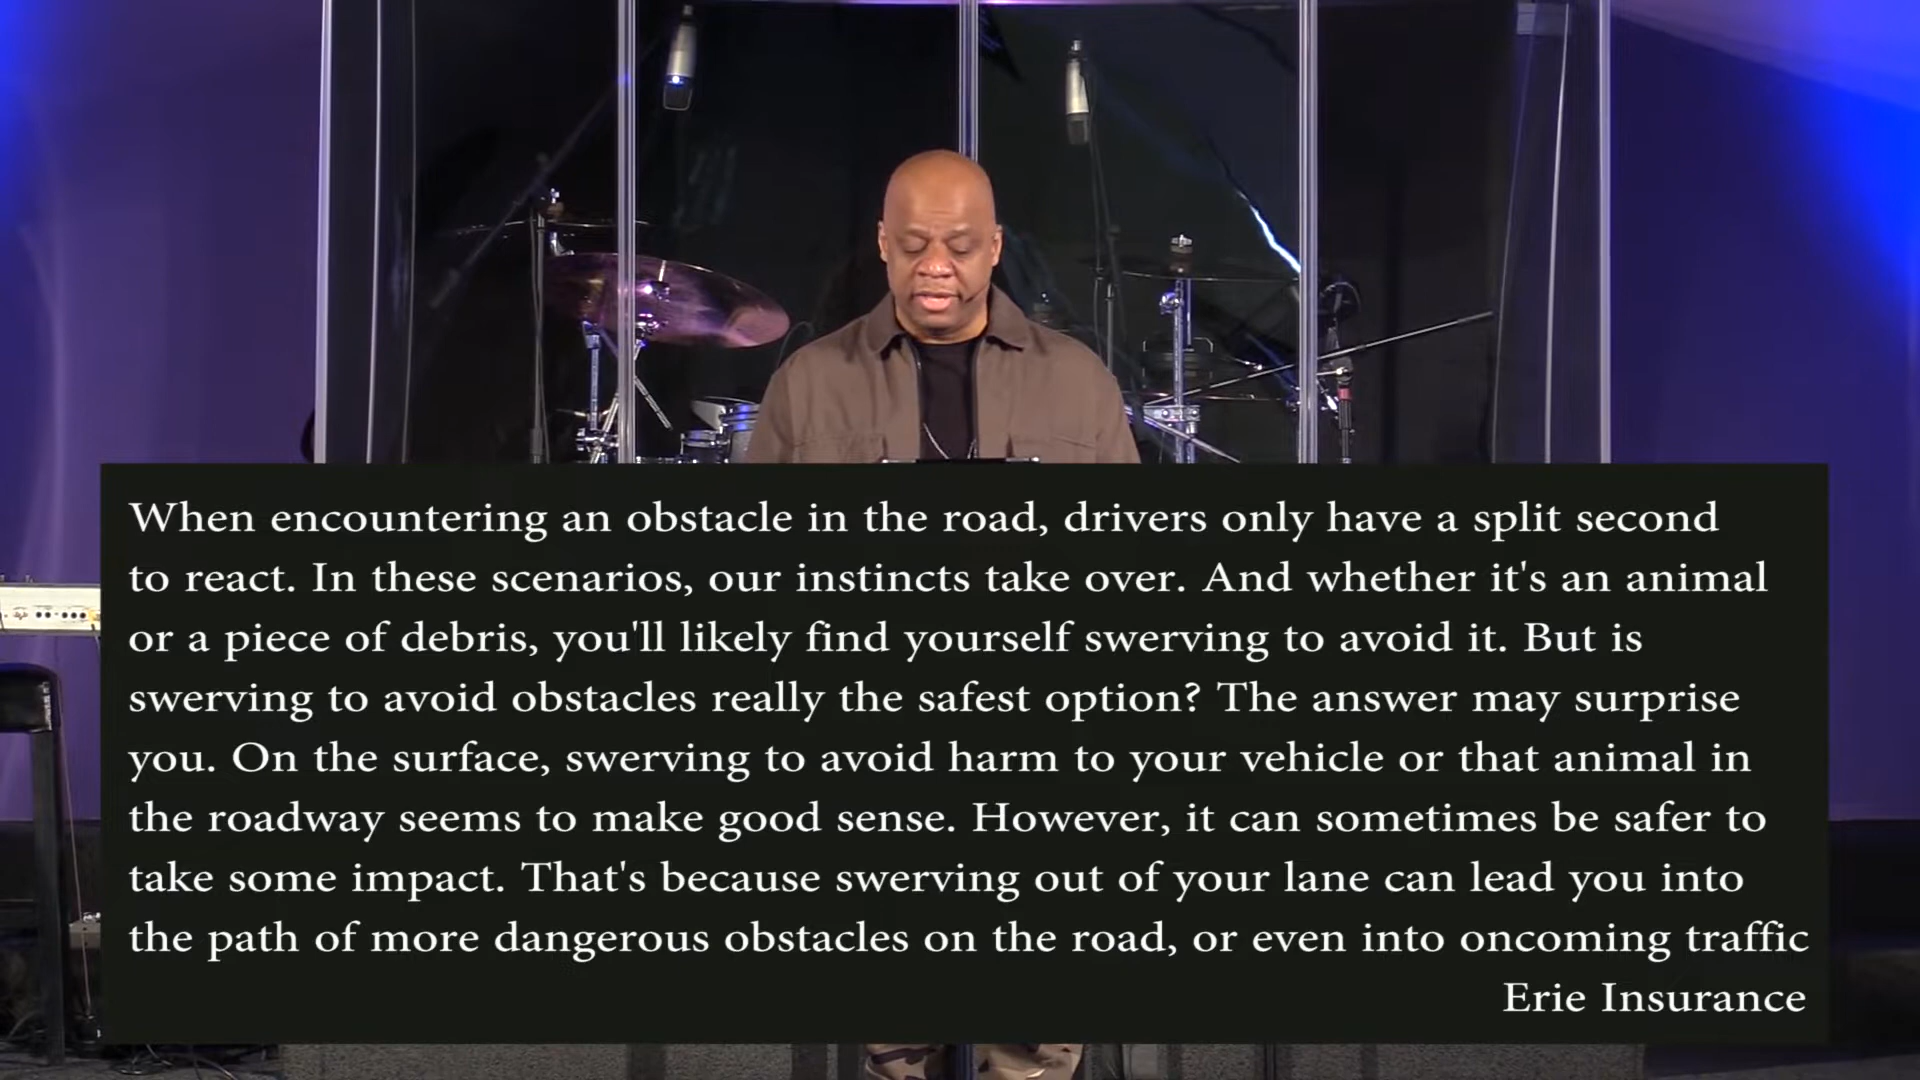 When encountering an obstacle in the road, drivers only have a split second
to react. In these scenarios, our instincts take over. And whether it's an animal
or a piece of debris, you'll likely find yourself swerving to avoid it. But is
swerving to avoid obstacles really the safest option? The answer may surprise
you. On the surface, swerving to avoid harm to your vehicle or that animal in
the roadway seems to make good sense. However, it can sometimes be safer to
take some impact. That's because swerving out of your lane can lead you into
the path of more dangerous obstacles on the road, or even into oncoming traffic
Erie Insurance